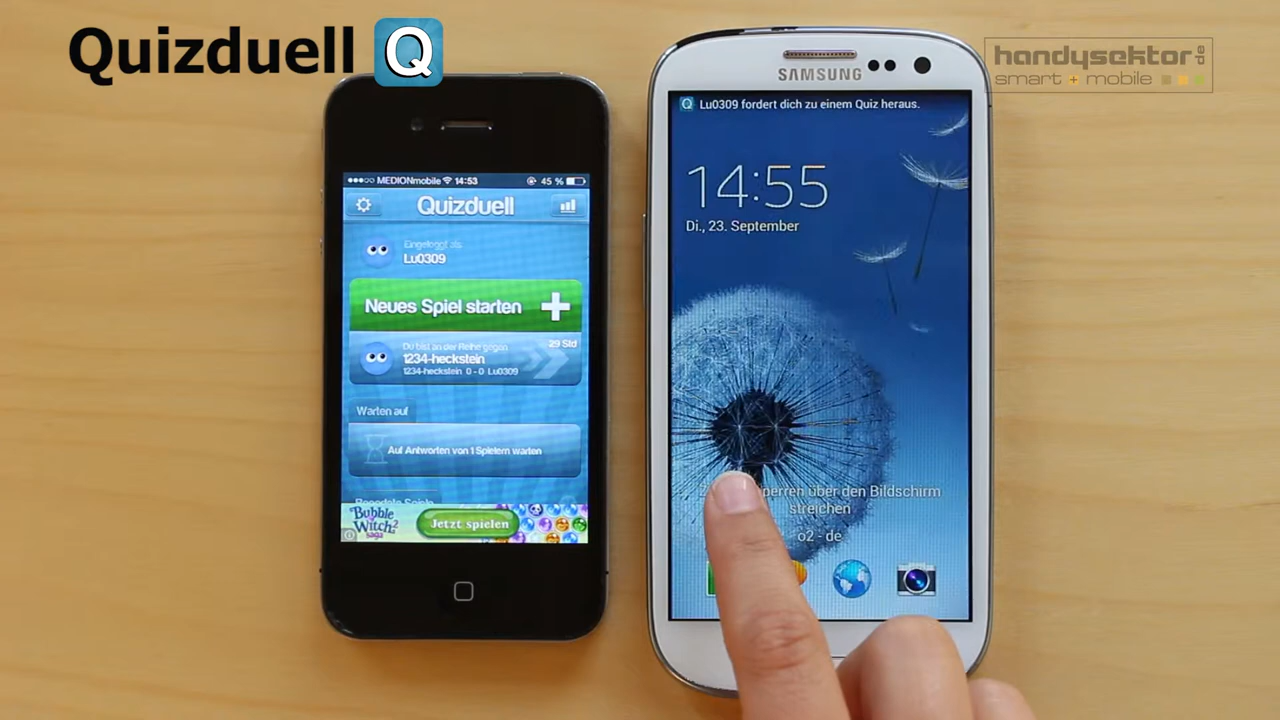 Quizduell Q
handysektor.de
smart + mobile
MEDIONmobile 14:53 45 %
Quizduell
Eingeloggt als
Lu0309
Neues Spiel starten
Du bist an der Reihe gegen
29 Std
1234-heckstein
1234-heckstein 0-0 Lu0309
Warten auf
Auf Antworten von 1 Spielern warten
Beendete Spiele
Bubble
Witch 2
saga
Jetzt spielen
SAMSUNG
Q Lu0309 fordert dich zu einem Quiz heraus.
14:55
Di., 23. September
über den Bildschirm
streichen
o2 - de